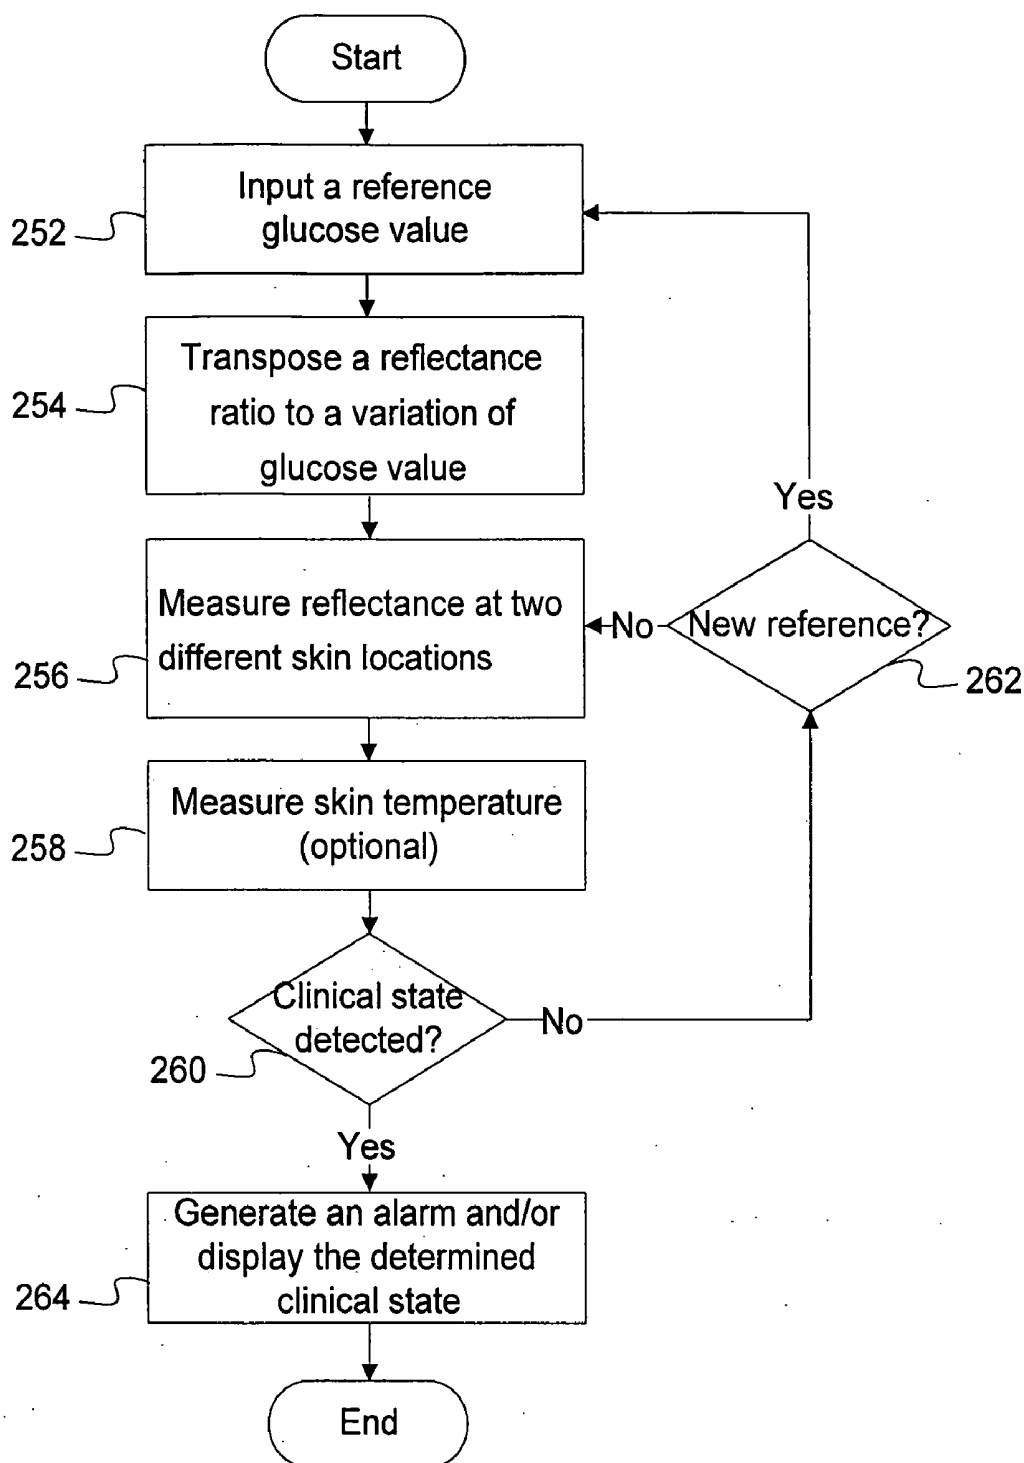 Start
Input a reference
glucose value
252
Transpose a reflectance
ratio to a variation of
glucose value
254
Yes
Measure reflectance at two
different skin locations
256
No
New reference?
262
Measure skin temperature
(optional)
258
Clinical state
detected?
260
No
Yes
Generate an alarm and/or
display the determined
clinical state
264
End